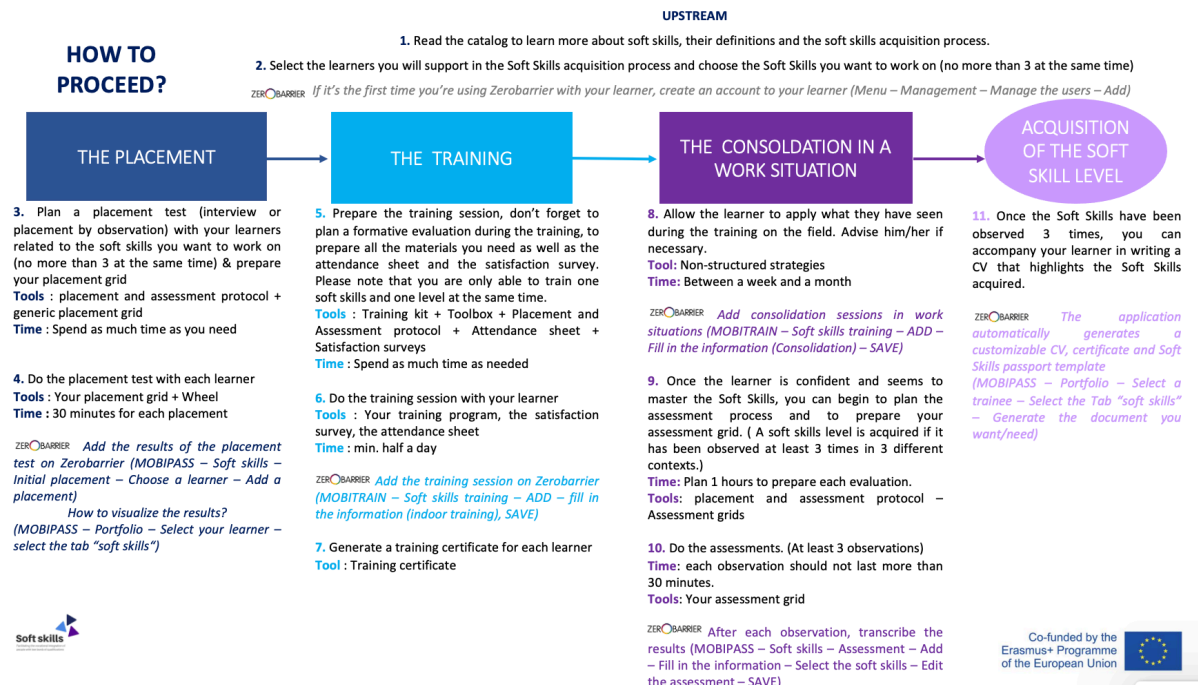 HOW TO
PROCEED?
UPSTREAM
1. Read the catalog to learn more about soft skills, their definitions and the soft skills acquisition process.
2. Select the learners you will support in the Soft Skills acquisition process and choose the Soft Skills you want to work on (no more than 3 at the same time)
ZEROBARRIER If it's the first time you're using Zerobarrier with your learner, create an account to your learner (Menu – Management – Manage the users – Add)
THE PLACEMENT
3. Plan a placement test (interview or
placement by observation) with your learners
related to the soft skills you want to work on
(no more than 3 at the same time) & prepare
your placement grid
Tools : placement and assessment protocol +
generic placement grid
Time : Spend as much time as you need
4. Do the placement test with each learner
Tools : Your placement grid + Wheel
Time : 30 minutes for each placement
ZEROBARRIER Add the results of the placement
test on Zerobarrier (MOBIPASS – Soft skills –
Initial placement – Choose a learner – Add a
placement)
How to visualize the results?
(MOBIPASS – Portfolio – Select your learner –
select the tab "soft skills")
THE TRAINING
5. Prepare the training session, don't forget to
plan a formative evaluation during the training, to
prepare all the materials you need as well as the
attendance sheet and the satisfaction survey.
Please note that you are only able to train one
soft skills and one level at the same time.
Tools : Training kit + Toolbox + Placement and
Assessment protocol + Attendance sheet +
Satisfaction surveys
Time : Spend as much time as needed
6. Do the training session with your learner
Tools : Your training program, the satisfaction
survey, the attendance sheet
Time : min. half a day
ZEROBARRIER Add the training session on Zerobarrier
(MOBITRAIN – Soft skills training – ADD – fill in
the information (indoor training), SAVE)
7. Generate a training certificate for each learner
Tool : Training certificate
THE CONSOLDATION IN A
WORK SITUATION
8. Allow the learner to apply what they have seen
during the training on the field. Advise him/her if
necessary.
Tool: Non-structured strategies
Time: Between a week and a month
ZEROBARRIER Add consolidation sessions in work
situations (MOBITRAIN – Soft skills training – ADD –
Fill in the information (Consolidation) – SAVE)
9. Once the learner is confident and seems to
master the Soft Skills, you can begin to plan the
assessment process and to prepare your
assessment grid. ( A soft skills level is acquired if it
has been observed at least 3 times in 3 different
contexts.)
Time: Plan 1 hours to prepare each evaluation.
Tools: placement and assessment protocol –
Assessment grids
10. Do the assessments. (At least 3 observations)
Time: each observation should not last more than
30 minutes.
Tools: Your assessment grid
ZEROBARRIER After each observation, transcribe the
results (MOBIPASS – Soft skills – Assessment – Add
– Fill in the information – Select the soft skills – Edit
the assessment – SAVE)
ACQUISITION
OF THE SOFT
SKILL LEVEL
11. Once the Soft Skills have been
observed 3 times, you can
accompany your learner in writing a
CV that highlights the Soft Skills
acquired.
ZEROBARRIER The application
automatically generates a
customizable CV, certificate and Soft
Skills passport template
(MOBIPASS – Portfolio – Select a
trainee – Select the Tab "soft skills"
– Generate the document you
want/need)
Soft skills
Co-funded by the
Erasmus+ Programme
of the European Union